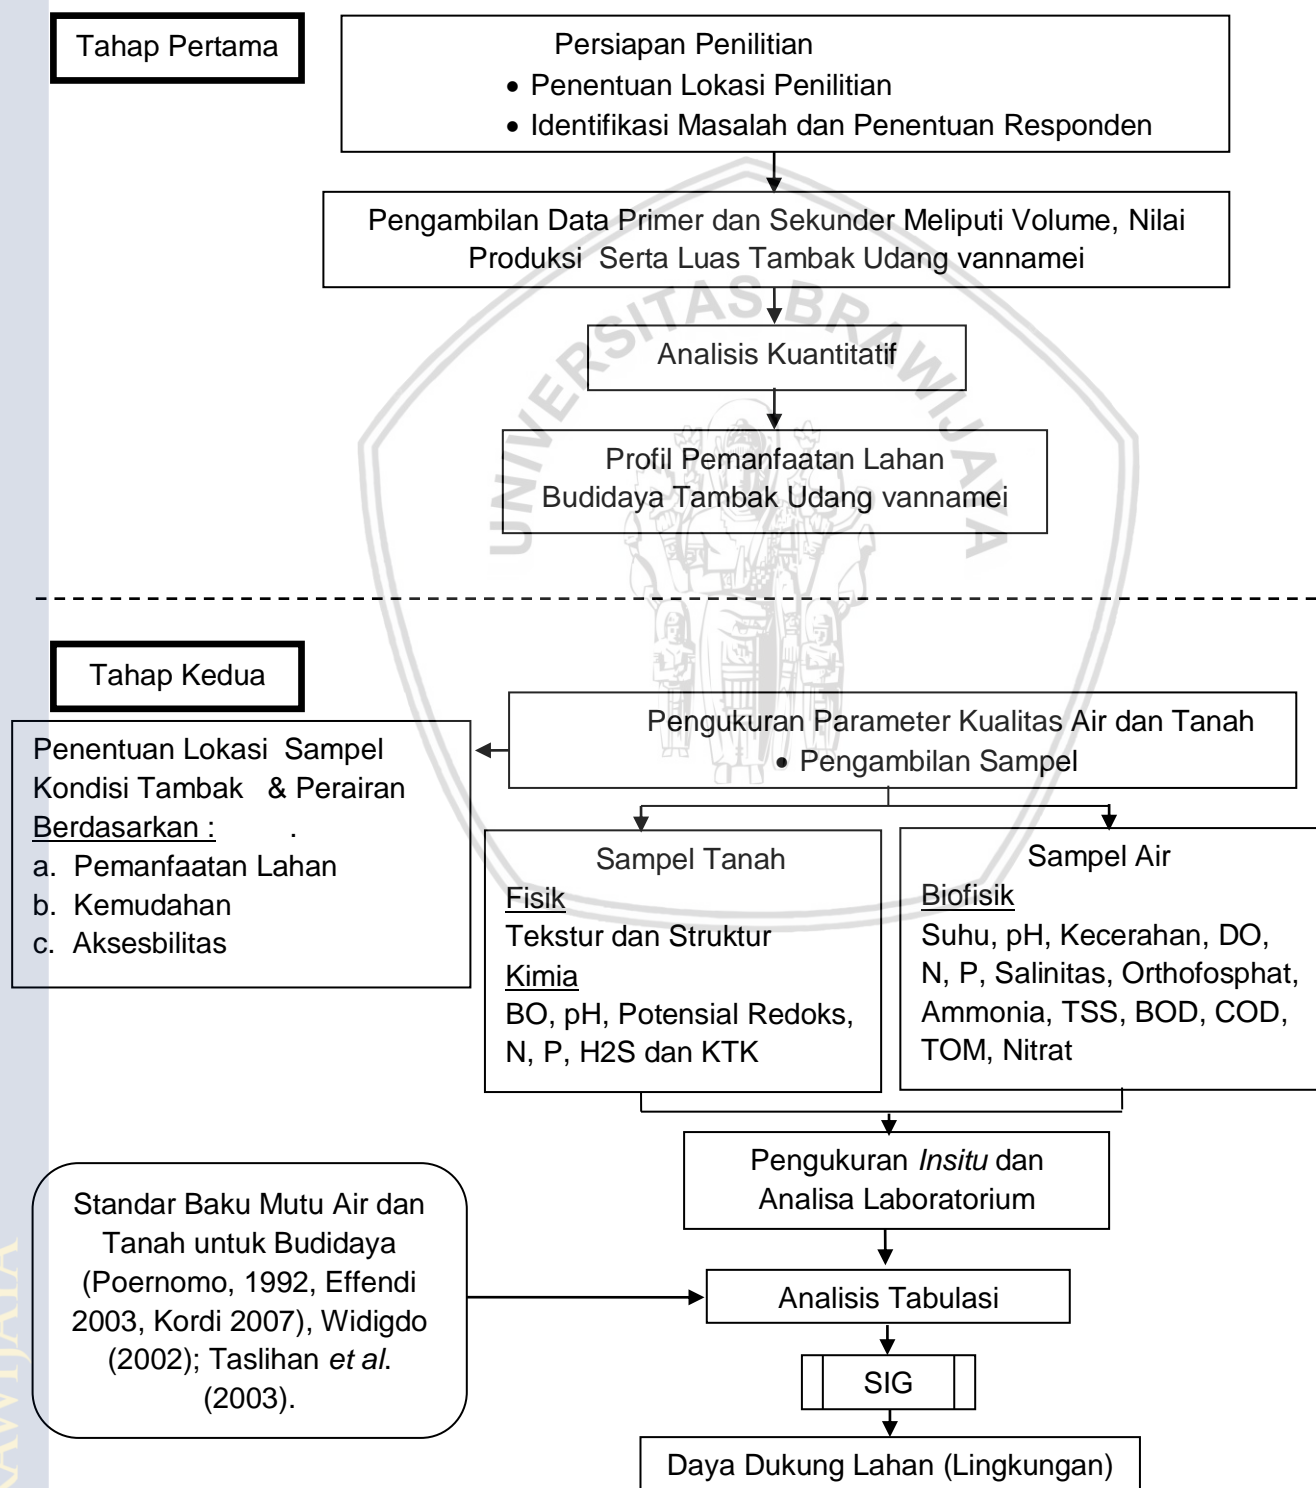 Tahap Pertama
Persiapan Penilitian
• Penentuan Lokasi Penilitian
• Identifikasi Masalah dan Penentuan Responden
Pengambilan Data Primer dan Sekunder Meliputi Volume, Nilai
Produksi Serta Luas Tambak Udang vannamei
Analisis Kuantitatif
Profil Pemanfaatan Lahan
Budidaya Tambak Udang vannamei
UNIVERSITAS BRAWIJAYA
Tahap Kedua
Pengukuran Parameter Kualitas Air dan Tanah
• Pengambilan Sampel
Penentuan Lokasi Sampel
Kondisi Tambak & Perairan
Berdasarkan : .
a. Pemanfaatan Lahan
b. Kemudahan
c. Aksesbilitas
Sampel Tanah
Fisik
Tekstur dan Struktur
Kimia
BO, pH, Potensial Redoks,
N, P, H2S dan KTK
Sampel Air
Biofisik
Suhu, pH, Kecerahan, DO,
N, P, Salinitas, Orthofosphat,
Ammonia, TSS, BOD, COD,
TOM, Nitrat
Pengukuran Insitu dan
Analisa Laboratorium
Standar Baku Mutu Air dan
Tanah untuk Budidaya
(Poernomo, 1992, Effendi
2003, Kordi 2007), Widigdo
(2002); Taslihan et al.
(2003).
Analisis Tabulasi
SIG
Daya Dukung Lahan (Lingkungan)